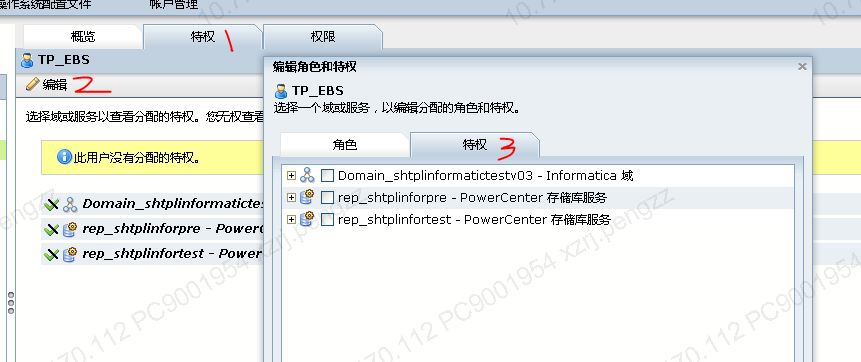 操作系统配置文件 帐户管理
概览 特权 1 权限
TP_EBS
编辑 2
选择域或服务以查看分配的特权。您无权查看
此用户没有分配的特权。
Domain_shtplinformatictes
rep_shtplinforpre - PowerC
rep_shtplinfortest - Power
编辑角色和特权
TP_EBS
选择一个域或服务，以编辑分配的角色和特权。
角色 特权 3
Domain_shtplinformatictestv03 - Informatica 域
rep_shtplinforpre - PowerCenter 存储库服务
rep_shtplinfortest - PowerCenter 存储库服务
70.112 PC9001954 xzrj.pengzz